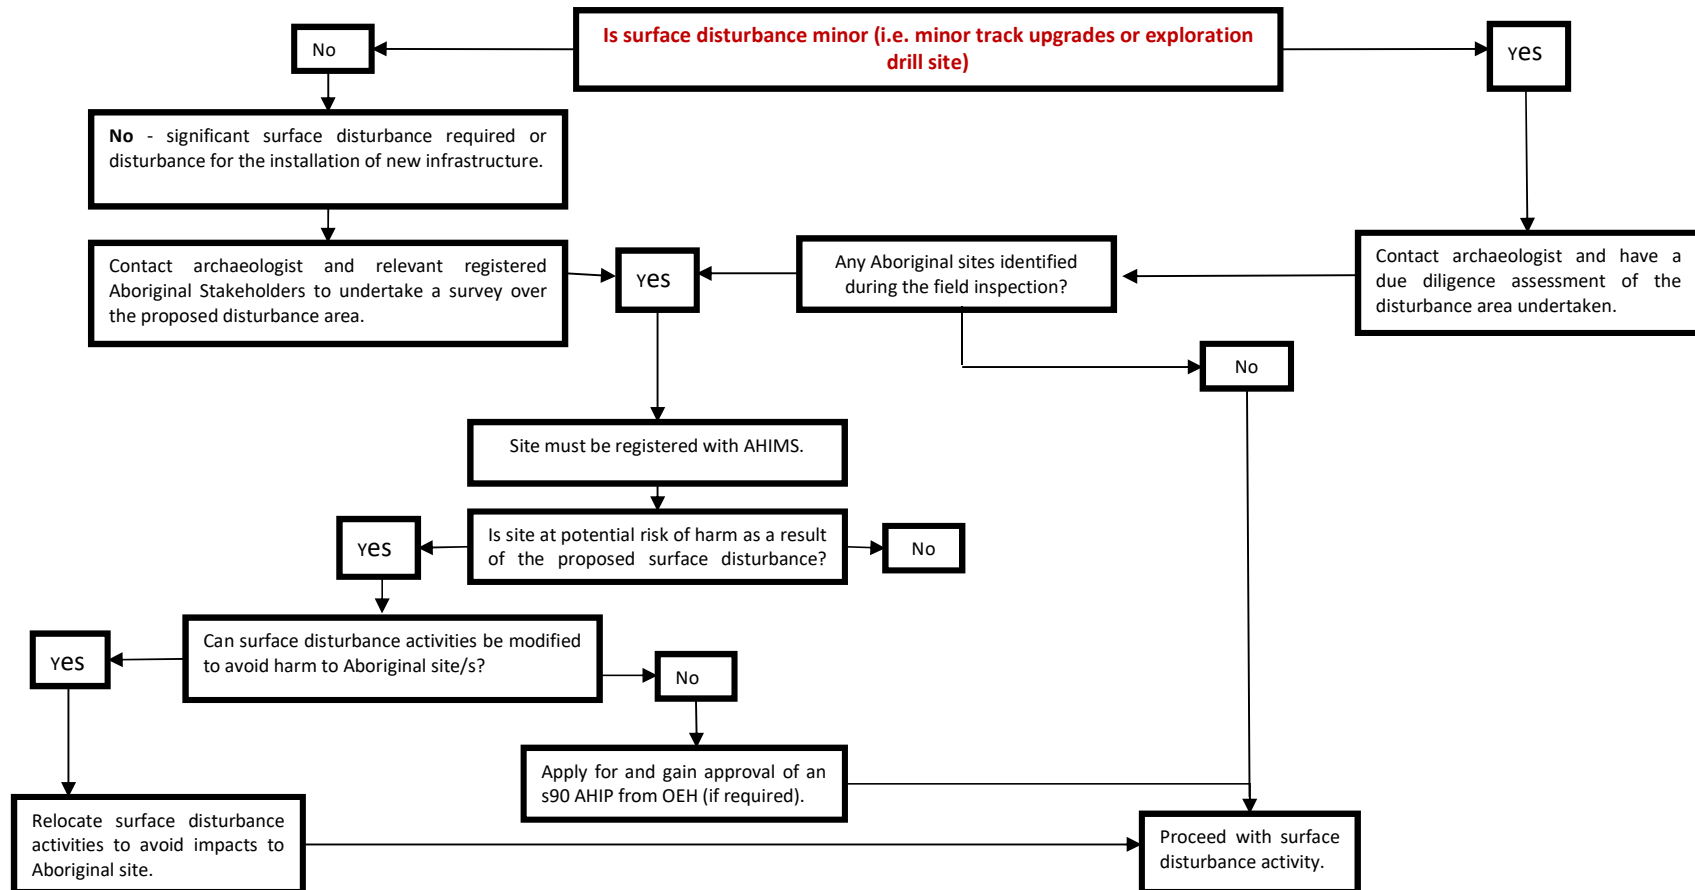 Is surface disturbance minor (i.e. minor track upgrades or exploration
drill site)
No
Yes
No - significant surface disturbance required or
disturbance for the installation of new infrastructure.
Contact archaeologist and relevant registered
Aboriginal Stakeholders to undertake a survey over
the proposed disturbance area.
Yes
Any Aboriginal sites identified
during the field inspection?
Contact archaeologist and have a
due diligence assessment of the
disturbance area undertaken.
No
Site must be registered with AHIMS.
Yes
Is site at potential risk of harm as a result
of the proposed surface disturbance?
No
Yes
Can surface disturbance activities be modified
to avoid harm to Aboriginal site/s?
No
Apply for and gain approval of an
s90 AHIP from OEH (if required).
Relocate surface disturbance
activities to avoid impacts to
Aboriginal site.
Proceed with surface
disturbance activity.